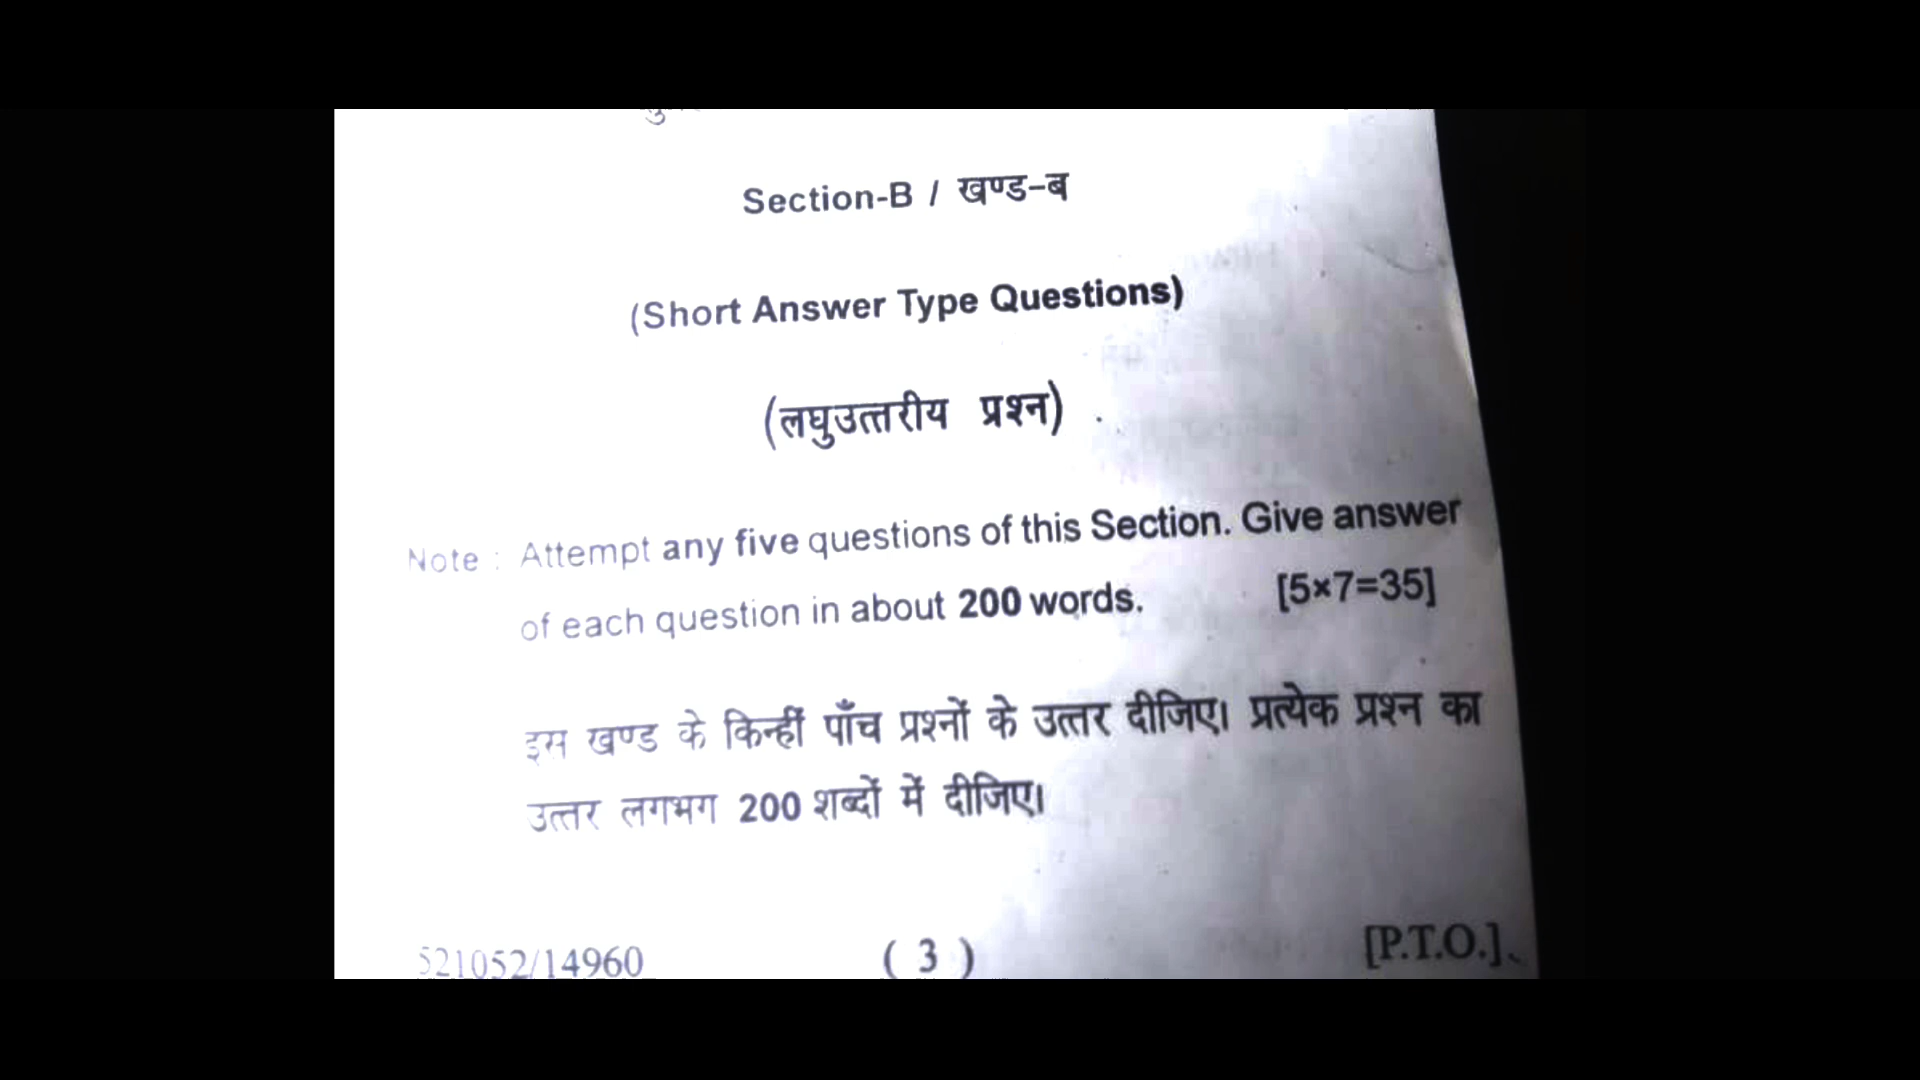 Section-B / खण्ड-ब
(Short Answer Type Questions)
(लघुउत्तरीय प्रश्न)
Note : Attempt any five questions of this Section. Give answer
of each question in about 200 words. [5×7=35]
इस खण्ड के किन्हीं पाँच प्रश्नों के उत्तर दीजिए। प्रत्येक प्रश्न का
उत्तर लगभग 200 शब्दों में दीजिए।
521052/14960 ( 3 ) [P.T.O.]